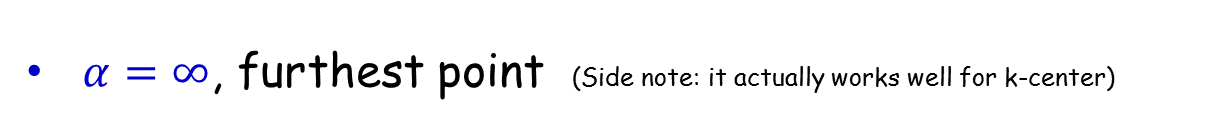 • α = ∞, furthest point (Side note: it actually works well for k-center)